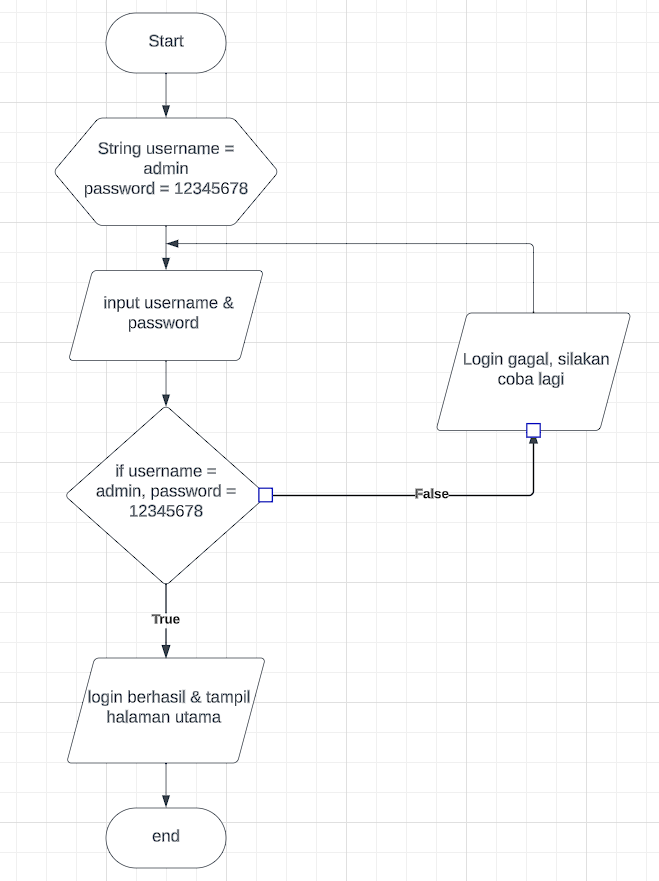 Start
String username =
admin
password = 12345678
input username &
password
Login gagal, silakan
coba lagi
if username =
admin, password =
12345678
False
True
login berhasil & tampil
halaman utama
end